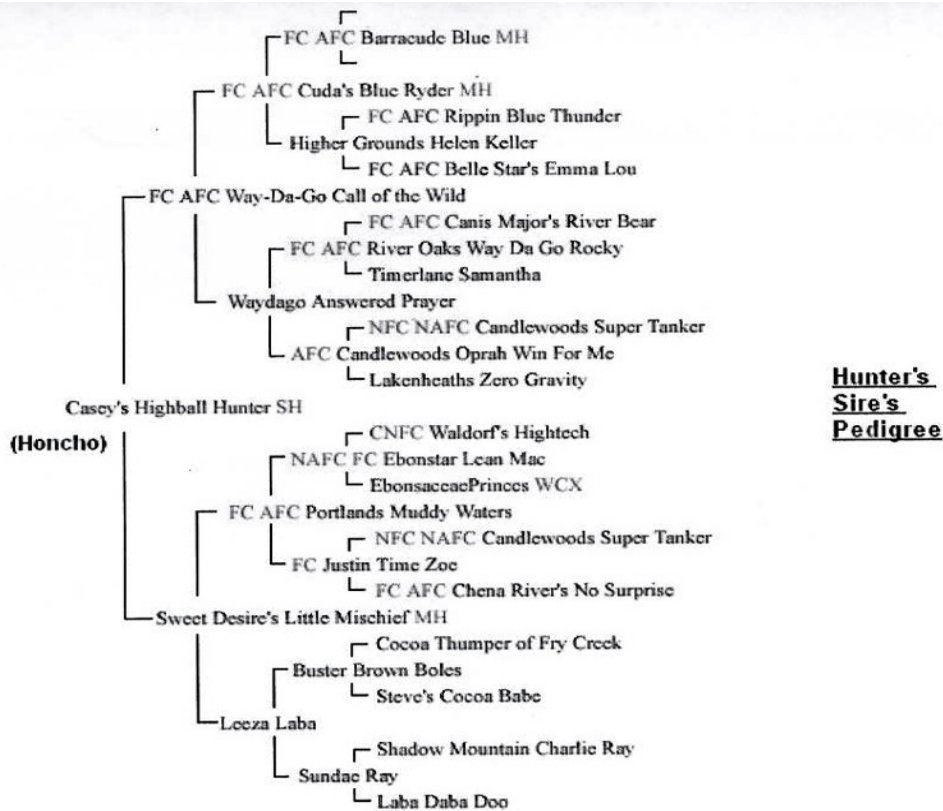 FC AFC Barracude Blue MH
FC AFC Cuda's Blue Ryder MH
FC AFC Rippin Blue Thunder
Higher Grounds Helen Keller
FC AFC Belle Star's Emma Lou
FC AFC Way-Da-Go Call of the Wild
FC AFC Canis Major's River Bear
FC AFC River Oaks Way Da Go Rocky
Timerlane Samantha
Waydago Answered Prayer
NFC NAFC Candlewoods Super Tanker
AFC Candlewoods Oprah Win For Me
Lakenheaths Zero Gravity
Hunter's
Sire's
Pedigree
Casey's Highball Hunter SH
(Honcho)
CNFC Waldorf's Hightech
NAFC FC Ebonstar Lean Mac
EbonsaceaePrinces WCX
FC AFC Portlands Muddy Waters
NFC NAFC Candlewoods Super Tanker
FC Justin Time Zoe
FC AFC Chena River's No Surprise
Sweet Desire's Little Mischief MH
Cocoa Thumper of Fry Creek
Buster Brown Boles
Steve's Cocoa Babe
Leeza Laba
Shadow Mountain Charlie Ray
Sundae Ray
Laba Daba Doo